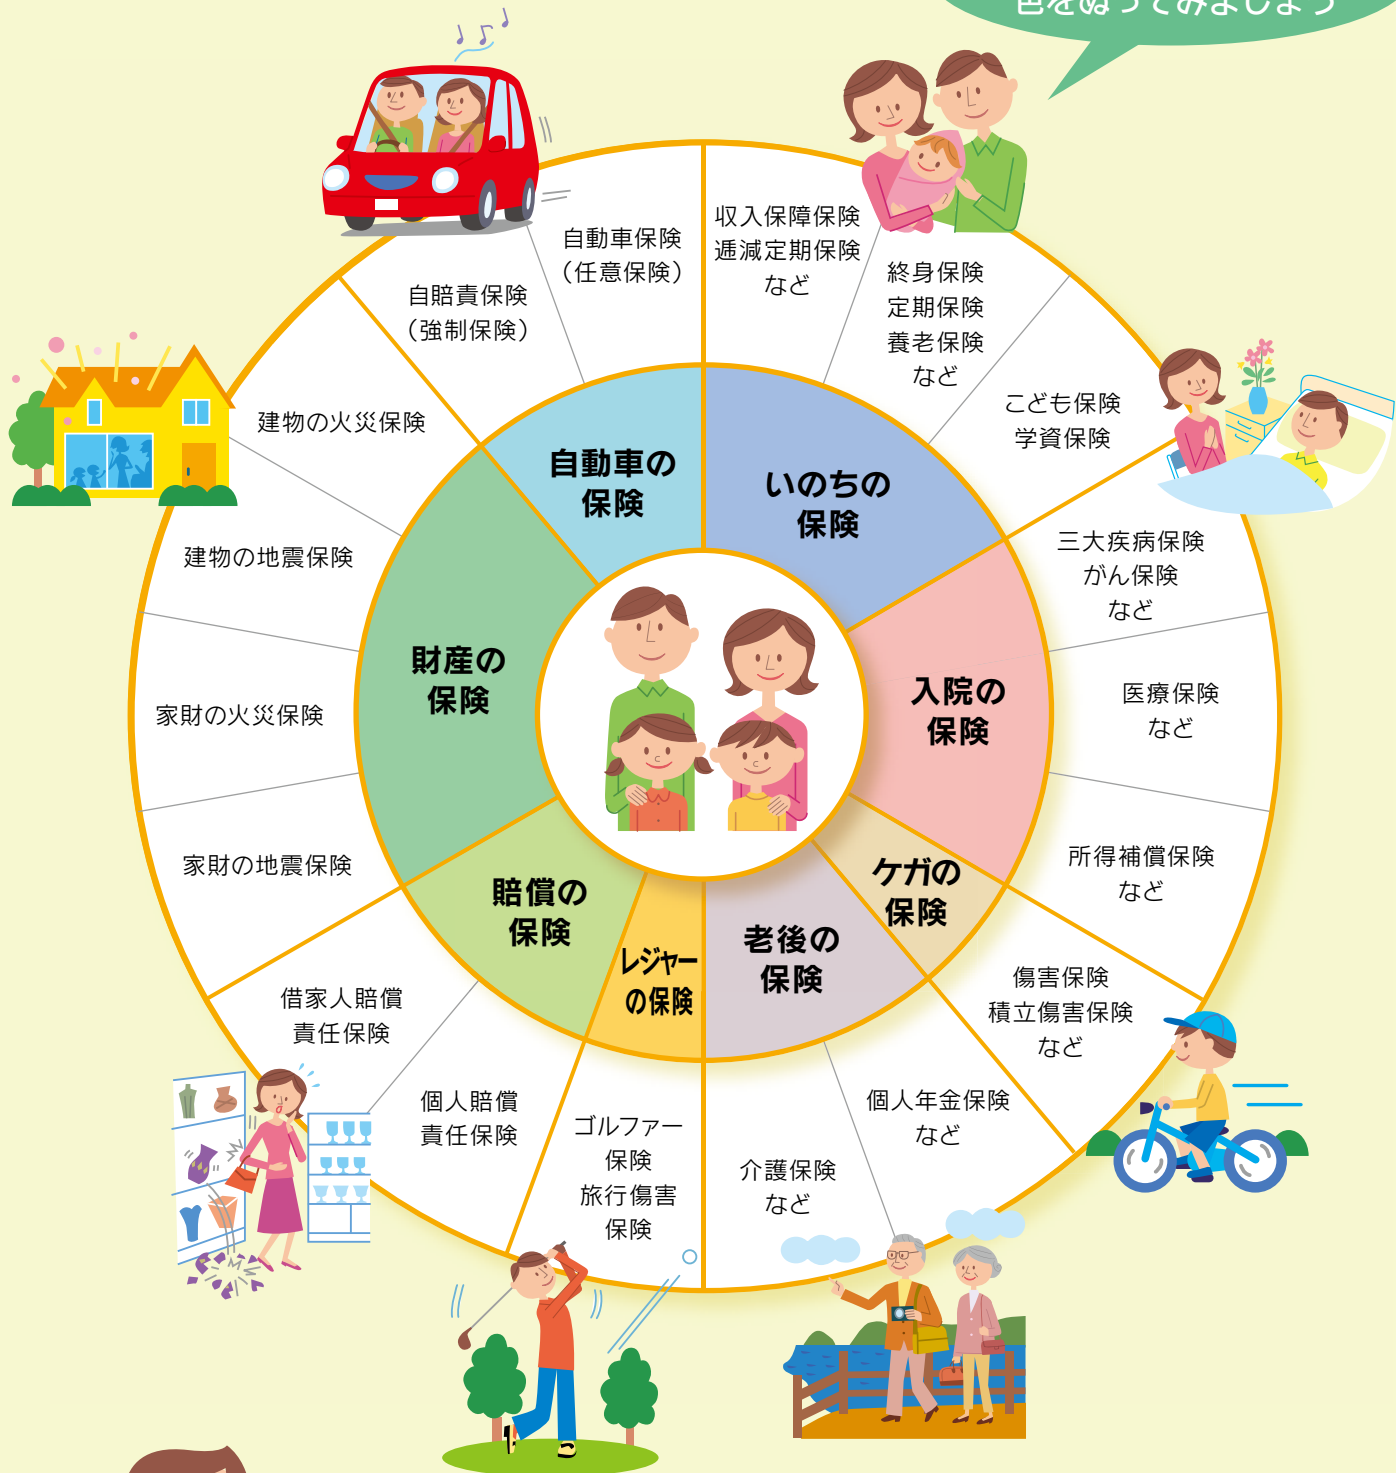 色をぬってみましょう
自動車保険
（任意保険）
自賠責保険
（強制保険）
収入保障保険
逓減定期保険
など
終身保険
定期保険
養老保険
など
こども保険
学資保険
建物の火災保険
建物の地震保険
家財の火災保険
家財の地震保険
自動車の
保険
いのちの
保険
財産の
保険
入院の
保険
三大疾病保険
がん保険
など
医療保険
など
所得補償保険
など
賠償の
保険
レジャー
の保険
老後の
保険
ケガの
保険
傷害保険
積立傷害保険
など
借家人賠償
責任保険
個人賠償
責任保険
ゴルファー
保険
旅行傷害
保険
介護保険
など
個人年金保険
など